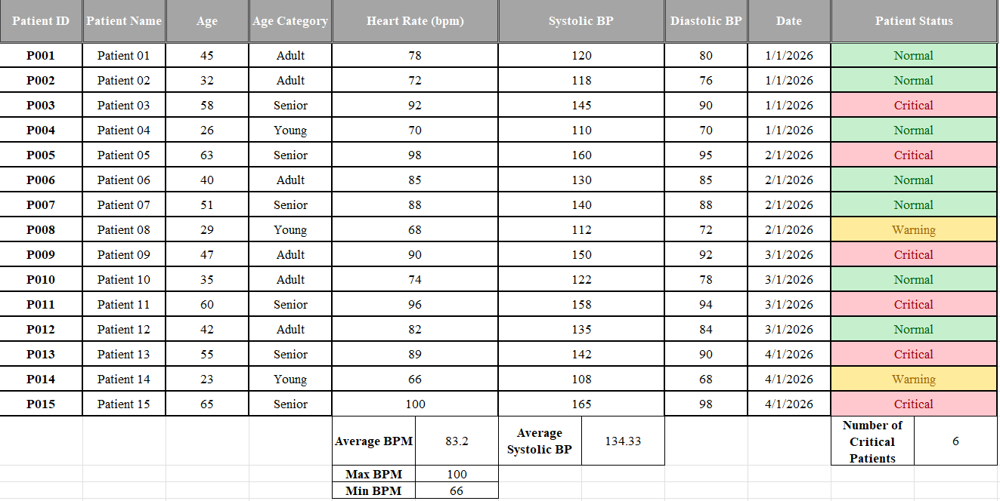 Patient ID Patient Name Age Age Category Heart Rate (bpm) Systolic BP Diastolic BP Date Patient Status
P001 Patient 01 45 Adult 78 120 80 1/1/2026 Normal
P002 Patient 02 32 Adult 72 118 76 1/1/2026 Normal
P003 Patient 03 58 Senior 92 145 90 1/1/2026 Critical
P004 Patient 04 26 Young 70 110 70 1/1/2026 Normal
P005 Patient 05 63 Senior 98 160 95 2/1/2026 Critical
P006 Patient 06 40 Adult 85 130 85 2/1/2026 Normal
P007 Patient 07 51 Senior 88 140 88 2/1/2026 Normal
P008 Patient 08 29 Young 68 112 72 2/1/2026 Warning
P009 Patient 09 47 Adult 90 150 92 3/1/2026 Critical
P010 Patient 10 35 Adult 74 122 78 3/1/2026 Normal
P011 Patient 11 60 Senior 96 158 94 3/1/2026 Critical
P012 Patient 12 42 Adult 82 135 84 3/1/2026 Normal
P013 Patient 13 55 Senior 89 142 90 4/1/2026 Critical
P014 Patient 14 23 Young 66 108 68 4/1/2026 Warning
P015 Patient 15 65 Senior 100 165 98 4/1/2026 Critical
Average BPM 83.2
Average
Systolic BP
134.33
Number of
Critical
Patients
6
Max BPM 100
Min BPM 66